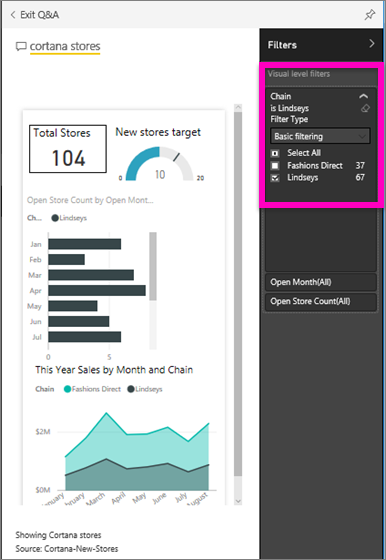 Exit Q&A
cortana stores
Total Stores
104
New stores target
0
10
20
Open Store Count by Open Mont...
Ch...
Lindseys
Jan
Feb
Mar
Apr
May
Jun
Jul
0
5
This Year Sales by Month and Chain
Chain
Fashions Direct
Lindseys
$2M
$0M
January
February
March
April
May
June
July
August
Showing Cortana stores
Source: Cortana-New-Stores
Filters
Visual level filters
Chain
is Lindseys
Filter Type
Basic filtering
Select All
Fashions Direct 37
Lindseys 67
Open Month(All)
Open Store Count(All)